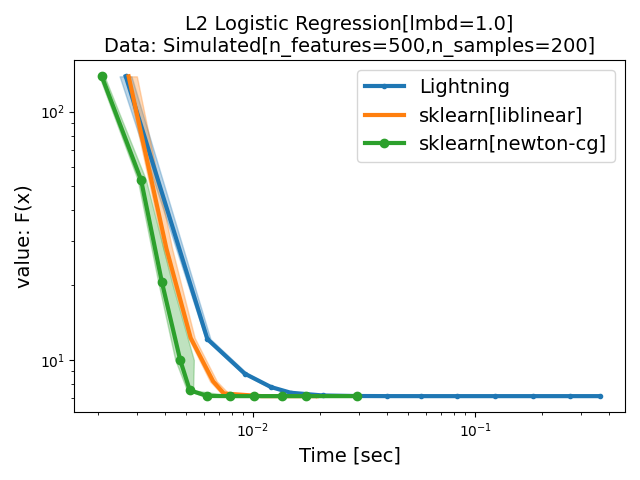 L2 Logistic Regression[lmbd=1.0]
Data: Simulated[n_features=500,n_samples=200]
value: F(x)
10²
10¹
Lightning
sklearn[liblinear]
sklearn[newton-cg]
10⁻² 10⁻¹
Time [sec]